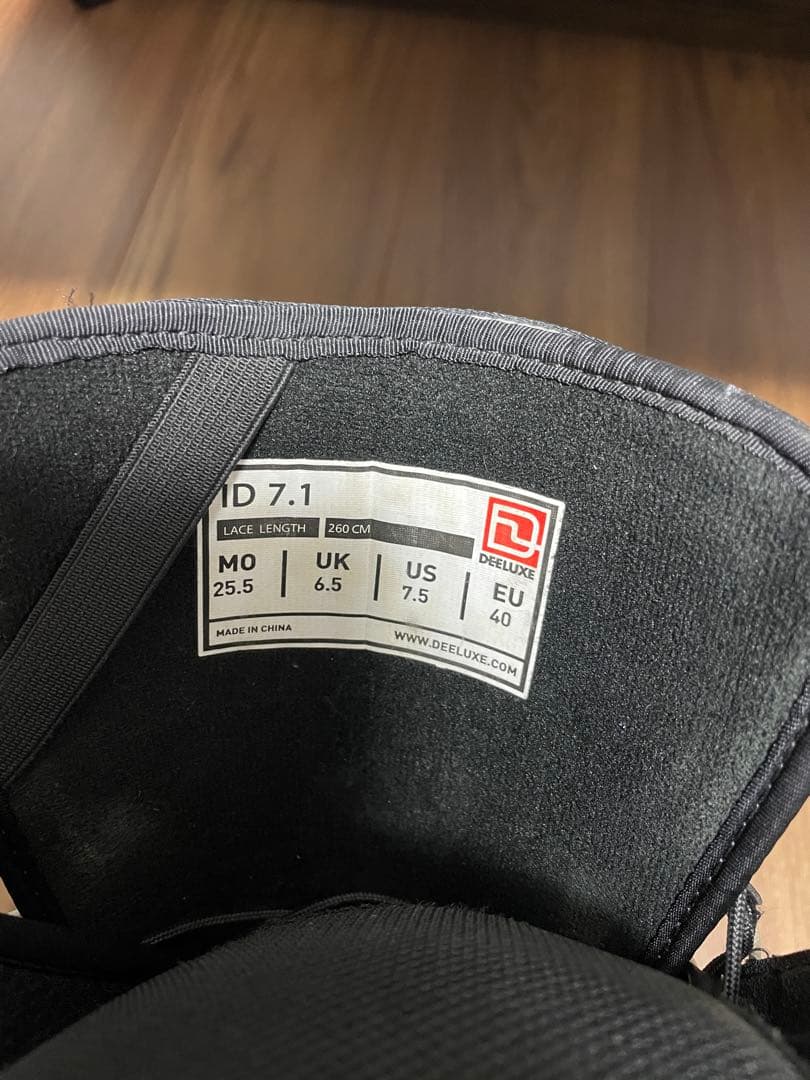 ID 7.1
LACE LENGTH 260 CM
DEELUXE
MO UK US EU
25.5 6.5 7.5 40
MADE IN CHINA
WWW.DEELUXE.COM